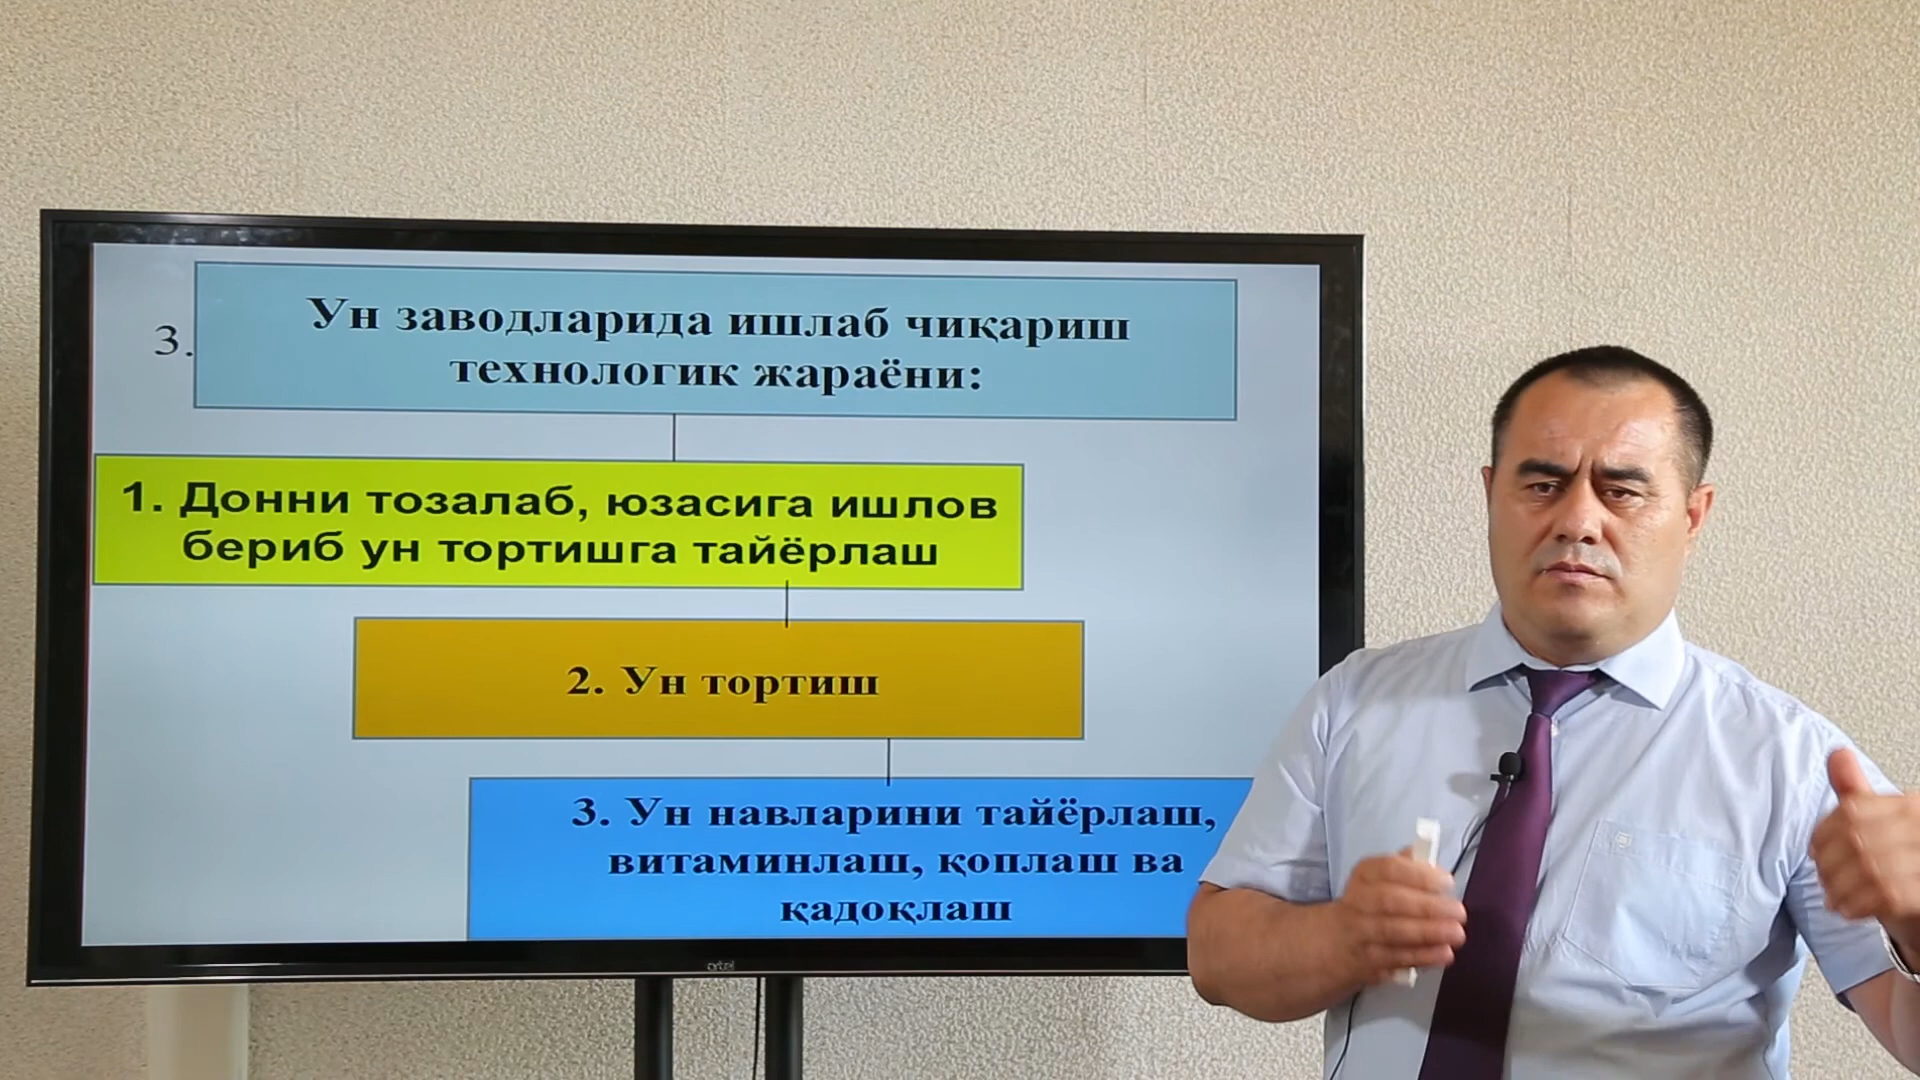 3.
Ун заводларида ишлаб чиқариш
технологик жараёни:
1. Донни тозалаб, юзасига ишлов
бериб ун тортишга тайёрлаш
2. Ун тортиш
3. Ун навларини тайёрлаш,
витаминлаш, қоплаш ва
қадоқлаш
artel